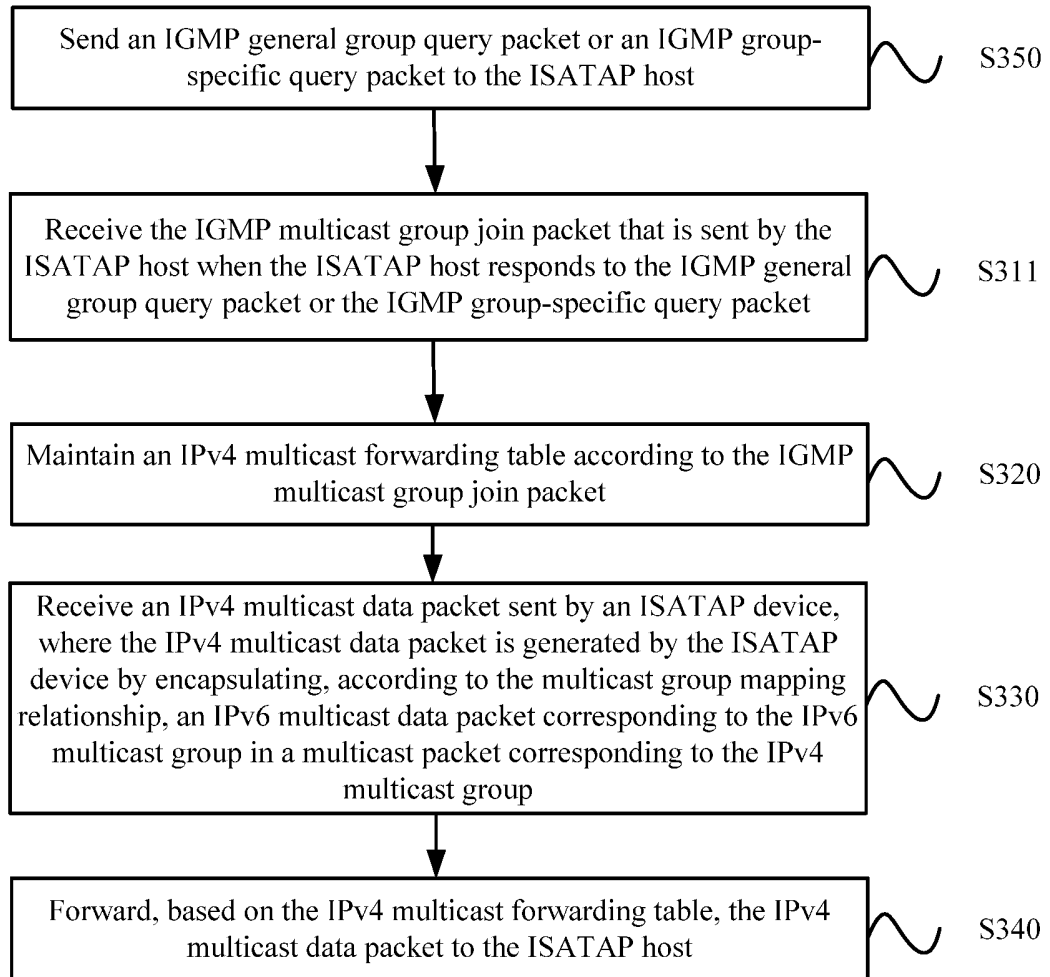 Send an IGMP general group query packet or an IGMP group-
specific query packet to the ISATAP host
S350
Receive the IGMP multicast group join packet that is sent by the
ISATAP host when the ISATAP host responds to the IGMP general
group query packet or the IGMP group-specific query packet
S311
Maintain an IPv4 multicast forwarding table according to the IGMP
multicast group join packet
S320
Receive an IPv4 multicast data packet sent by an ISATAP device,
where the IPv4 multicast data packet is generated by the ISATAP
device by encapsulating, according to the multicast group mapping
relationship, an IPv6 multicast data packet corresponding to the IPv6
multicast group in a multicast packet corresponding to the IPv4
multicast group
S330
Forward, based on the IPv4 multicast forwarding table, the IPv4
multicast data packet to the ISATAP host
S340